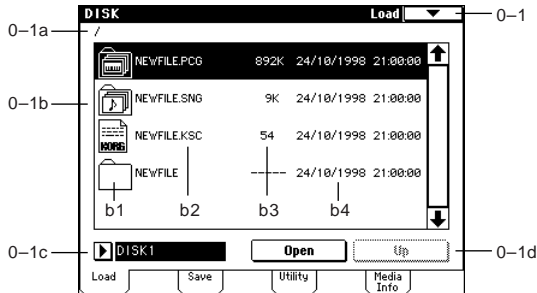 DISK Load 0-1
0-1a /
NEWFILE.PCG 892K 24/10/1998 21:00:00
0-1b NEWFILE.SNG 9K 24/10/1998 21:00:00
KORG NEWFILE.KSC 54 24/10/1998 21:00:00
NEWFILE ----- 24/10/1998 21:00:00
b1 b2 b3 b4
0-1c DISK1 Open Up 0-1d
Load Save Utility Media Info